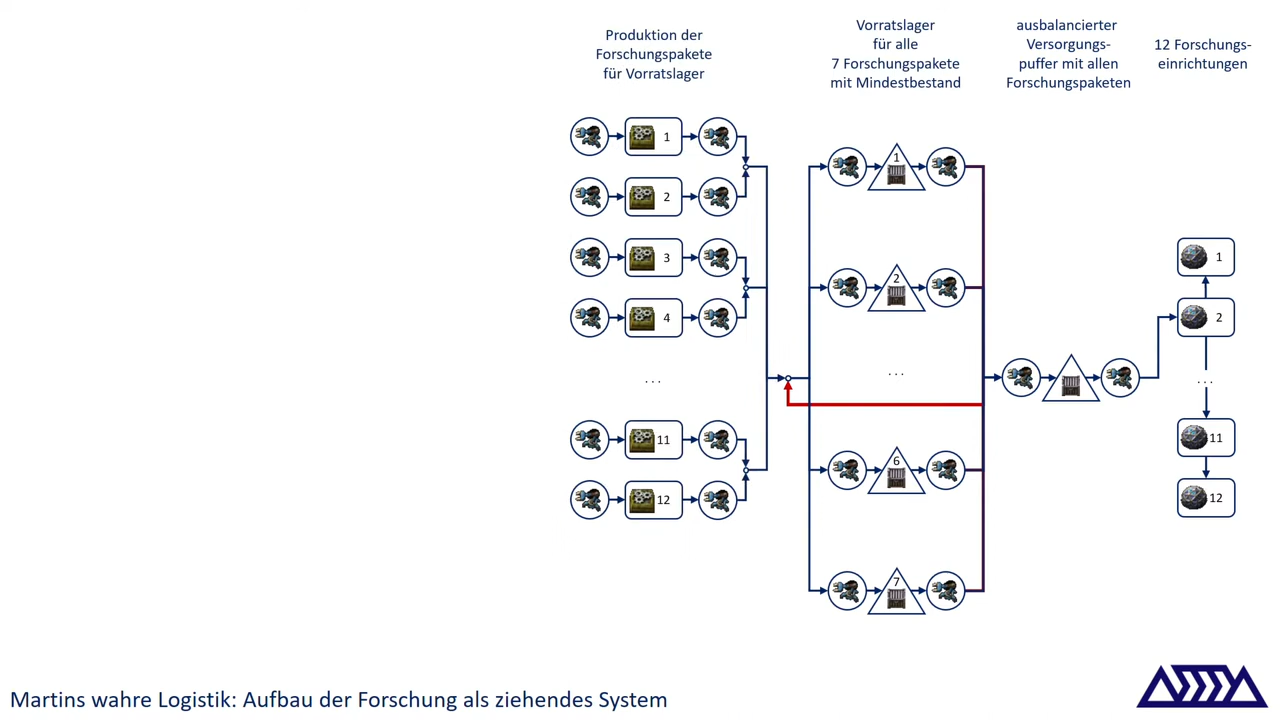 Produktion der
Forschungspakete
für Vorratslager
Vorratslager
für alle
7 Forschungspakete
mit Mindestbestand
ausbalancierter
Versorgungs-
puffer mit allen
Forschungspaketen
12 Forschungs-
einrichtungen
1
2
3
4
...
11
12
1
2
...
6
7
1
2
...
11
12
Martins wahre Logistik: Aufbau der Forschung als ziehendes System